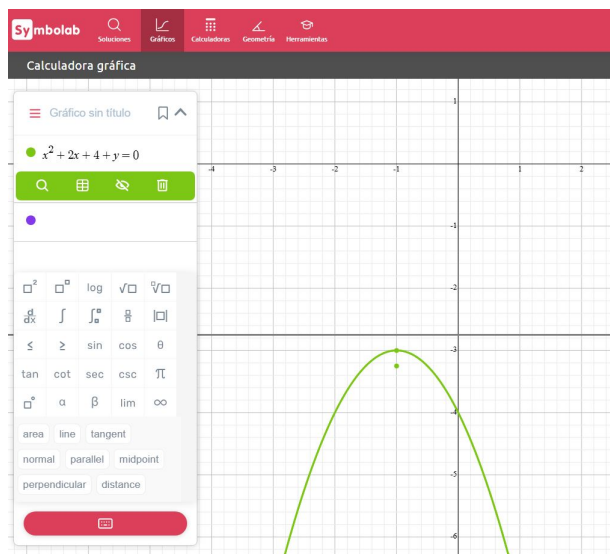 Symbolab
Soluciones Gráficos Calculadoras Geometría Herramientas
Calculadora gráfica
Gráfico sin título
x² + 2x + 4 + y = 0
□² □^□ log √□ ⁿ√□
d/dx ∫ ∫ □/□ |□|
≤ ≥ sin cos θ
tan cot sec csc π
□° α β lim ∞
area line tangent
normal parallel midpoint
perpendicular distance
1
-4 -3 -2 -1 1 2
-1
-2
-3
-4
-5
-6